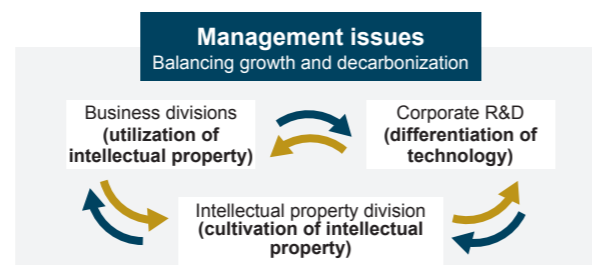 Management issues
Balancing growth and decarbonization
Business divisions
(utilization of
intellectual property)
Corporate R&D
(differentiation of
technology)
Intellectual property division
(cultivation of intellectual
property)